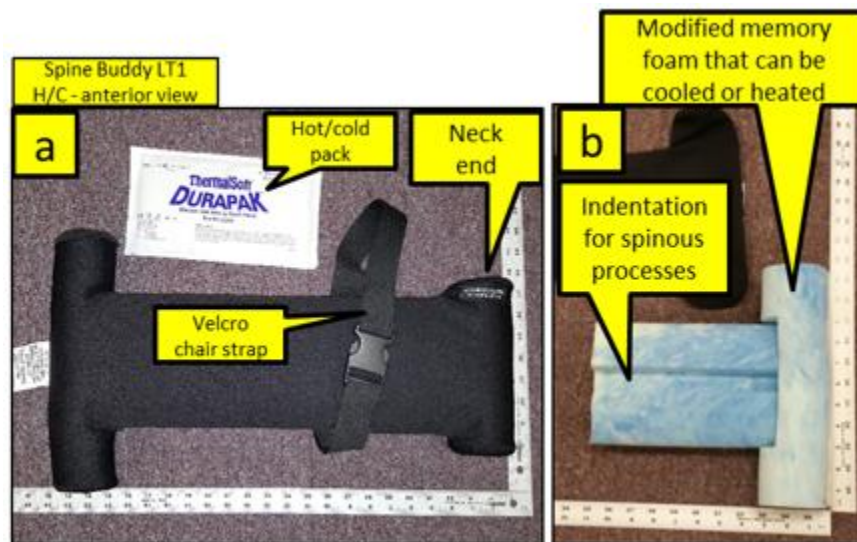 Spine Buddy LT1
H/C - anterior view
a
Hot/cold
pack
Neck
end
ThermalSoft
DURAPAK
Velcro
chair strap
b
Modified memory
foam that can be
cooled or heated
Indentation
for spinous
processes